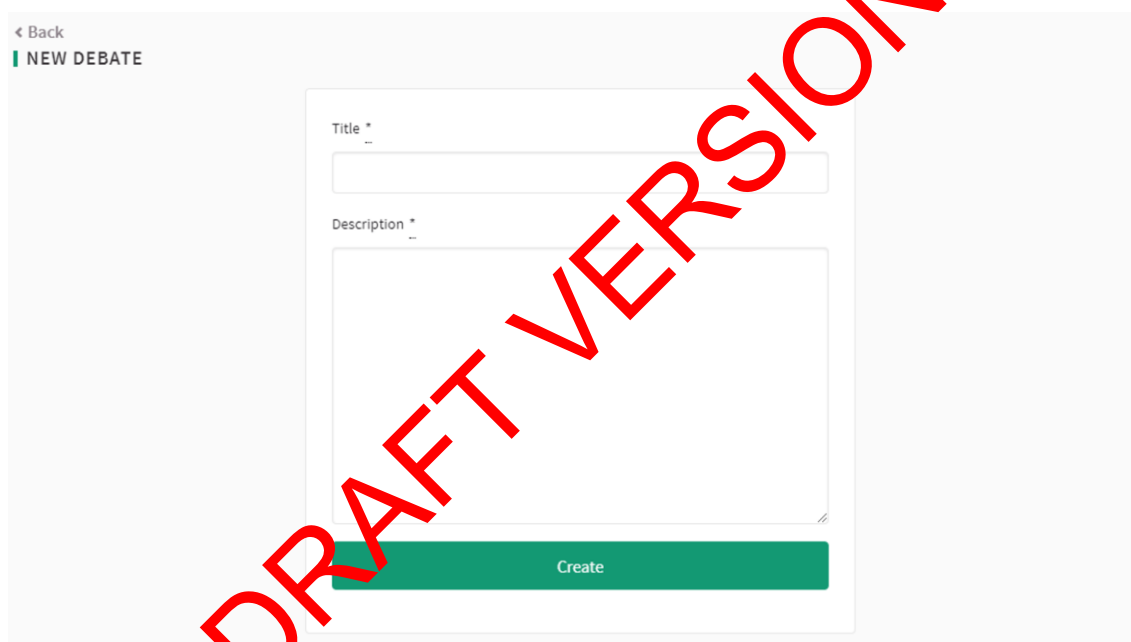 Back
NEW DEBATE
Title *
Description *
Create
DRAFT VERSION